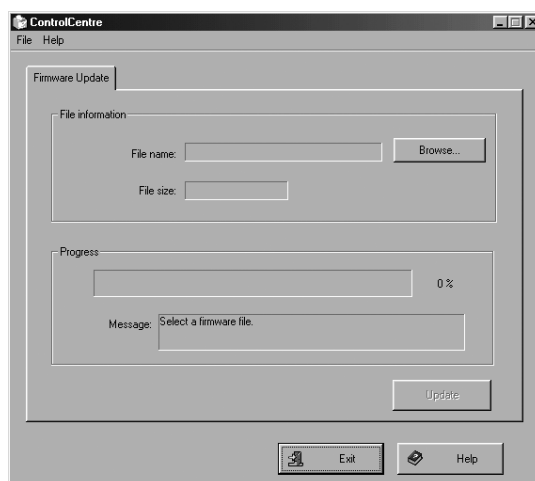 ControlCentre
File Help
Firmware Update
File information
File name:
Browse...
File size:
Progress
0 %
Message: Select a firmware file.
Update
Exit
Help